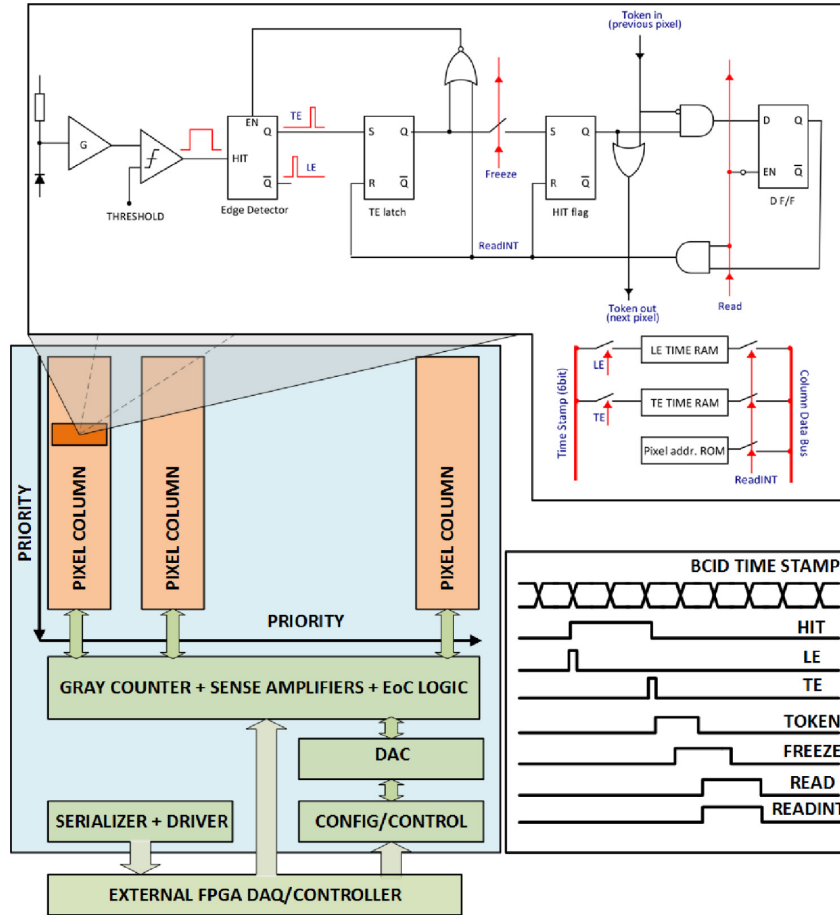 Token in
(previous pixel)
EN
Q
TE
HIT
Q
LE
Edge Detector
G
THRESHOLD
S
Q
R
Q
TE latch
Freeze
S
Q
R
Q
HIT flag
D
Q
EN
Q
D F/F
ReadINT
Token out
(next pixel)
Read
Time Stamp (6bit)
LE
LE TIME RAM
TE
TE TIME RAM
Pixel addr. ROM
ReadINT
Column Data Bus
PRIORITY
PIXEL COLUMN
PIXEL COLUMN
PIXEL COLUMN
PRIORITY
GRAY COUNTER + SENSE AMPLIFIERS + EoC LOGIC
DAC
SERIALIZER + DRIVER
CONFIG/CONTROL
EXTERNAL FPGA DAQ/CONTROLLER
BCID TIME STAMP
HIT
LE
TE
TOKEN
FREEZE
READ
READINT